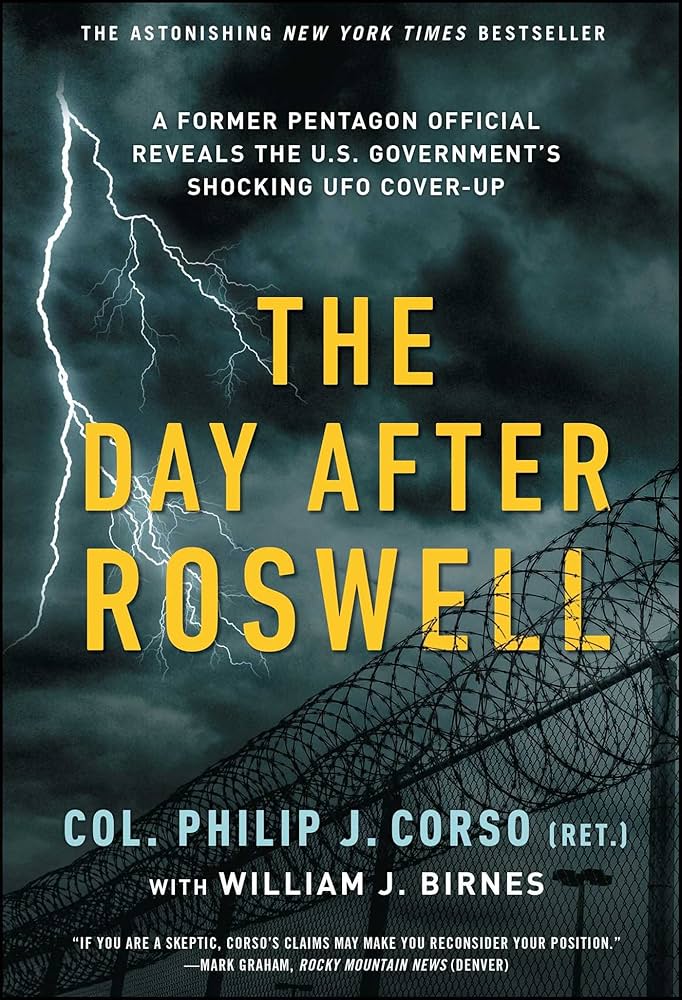 THE ASTONISHING NEW YORK TIMES BESTSELLER
A FORMER PENTAGON OFFICIAL
REVEALS THE U.S. GOVERNMENT'S
SHOCKING UFO COVER-UP
THE
DAY AFTER
ROSWELL
COL. PHILIP J. CORSO (RET.)
WITH WILLIAM J. BIRNES
“IF YOU ARE A SKEPTIC, CORSO'S CLAIMS MAY MAKE YOU RECONSIDER YOUR POSITION.”
—MARK GRAHAM, ROCKY MOUNTAIN NEWS (DENVER)